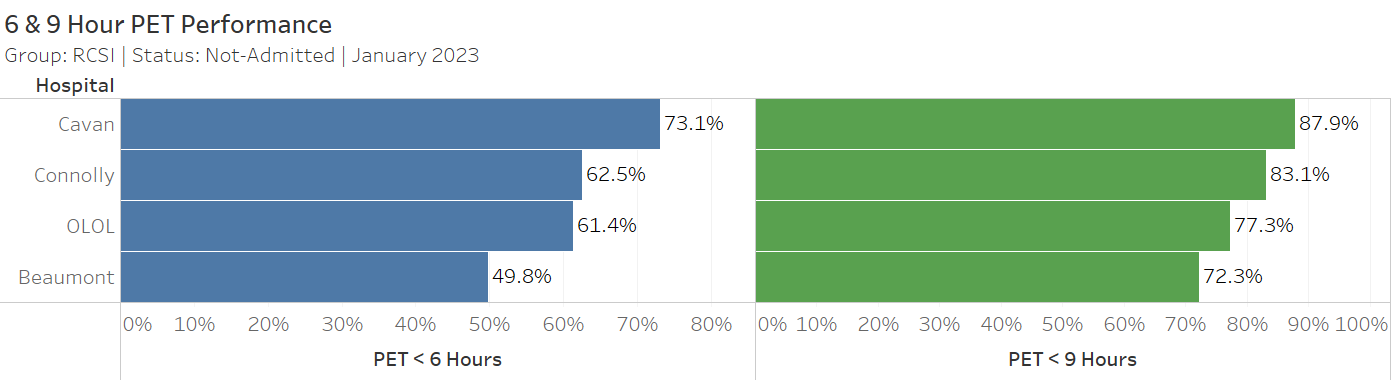 6 & 9 Hour PET Performance
Group: RCSI | Status: Not-Admitted | January 2023
Hospital
Cavan 73.1% 87.9%
Connolly 62.5% 83.1%
OLOL 61.4% 77.3%
Beaumont 49.8% 72.3%
0% 10% 20% 30% 40% 50% 60% 70% 80% 0% 10% 20% 30% 40% 50% 60% 70% 80% 90% 100%
PET < 6 Hours PET < 9 Hours